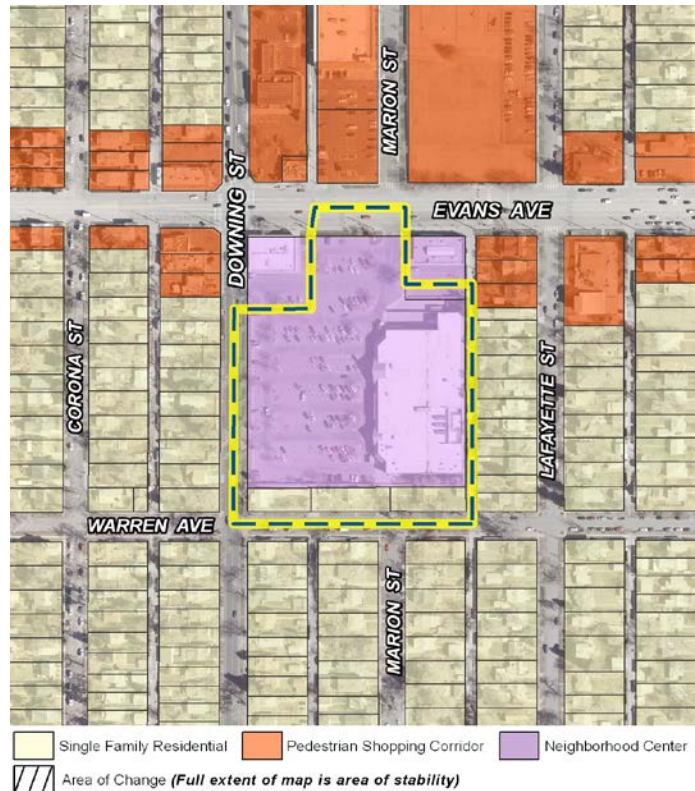 MARION ST
EVANS AVE
DOWNING ST
CORONA ST
LAFAYETTE ST
WARREN AVE
MARION ST
Single Family Residential
Pedestrian Shopping Corridor
Neighborhood Center
Area of Change (Full extent of map is area of stability)